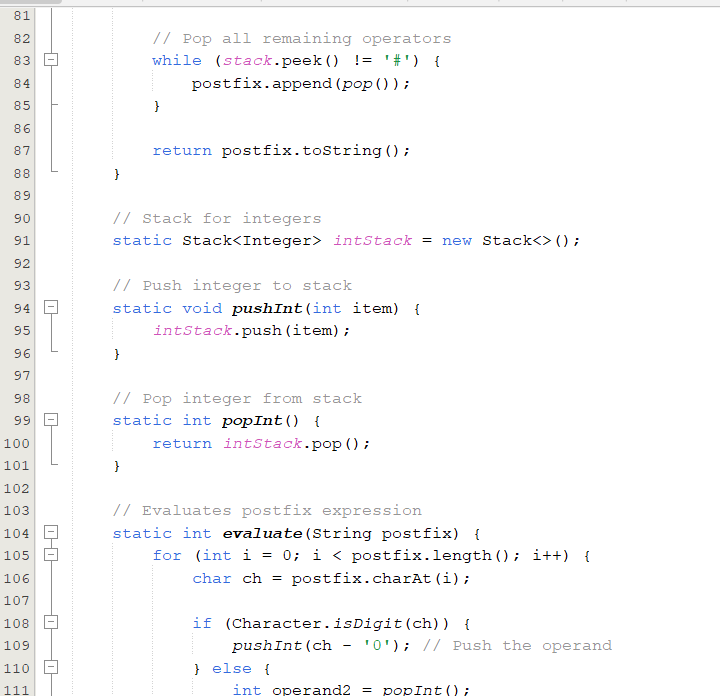 81
82 // Pop all remaining operators
83 while (stack.peek() != '#') {
84 postfix.append(pop());
85 }
86
87 return postfix.toString();
88 }
89
90 // Stack for integers
91 static Stack<Integer> intStack = new Stack<>();
92
93 // Push integer to stack
94 static void pushInt(int item) {
95 intStack.push(item);
96 }
97
98 // Pop integer from stack
99 static int popInt() {
100 return intStack.pop();
101 }
102
103 // Evaluates postfix expression
104 static int evaluate(String postfix) {
105 for (int i = 0; i < postfix.length(); i++) {
106 char ch = postfix.charAt(i);
107
108 if (Character.isDigit(ch)) {
109 pushInt(ch - '0'); // Push the operand
110 } else {
111 int operand2 = popInt();